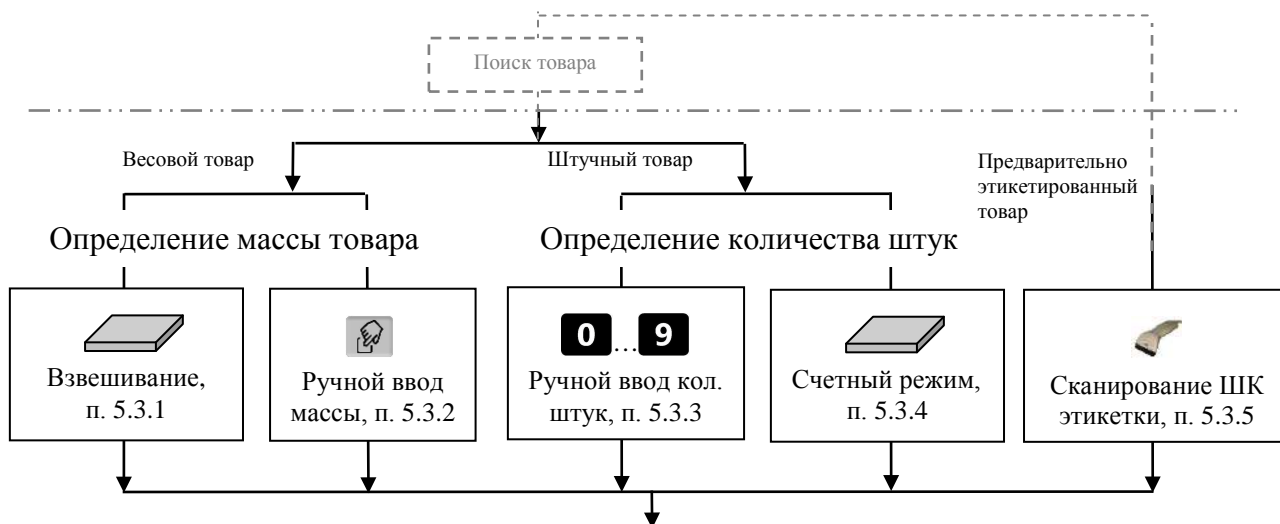 Поиск товара
Весовой товар
Штучный товар
Предварительно
этикетированный
товар
Определение массы товара
Определение количества штук
Взвешивание,
п. 5.3.1
Ручной ввод
массы, п. 5.3.2
0...9
Ручной ввод кол.
штук, п. 5.3.3
Счетный режим,
п. 5.3.4
Сканирование ШК
этикетки, п. 5.3.5